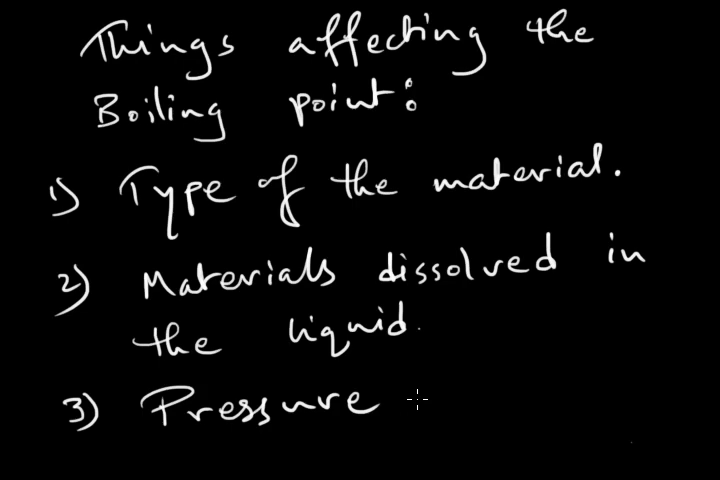 Things affecting the
Boiling point:
1) Type of the material.
2) Materials dissolved in
the liquid.
3) Pressure